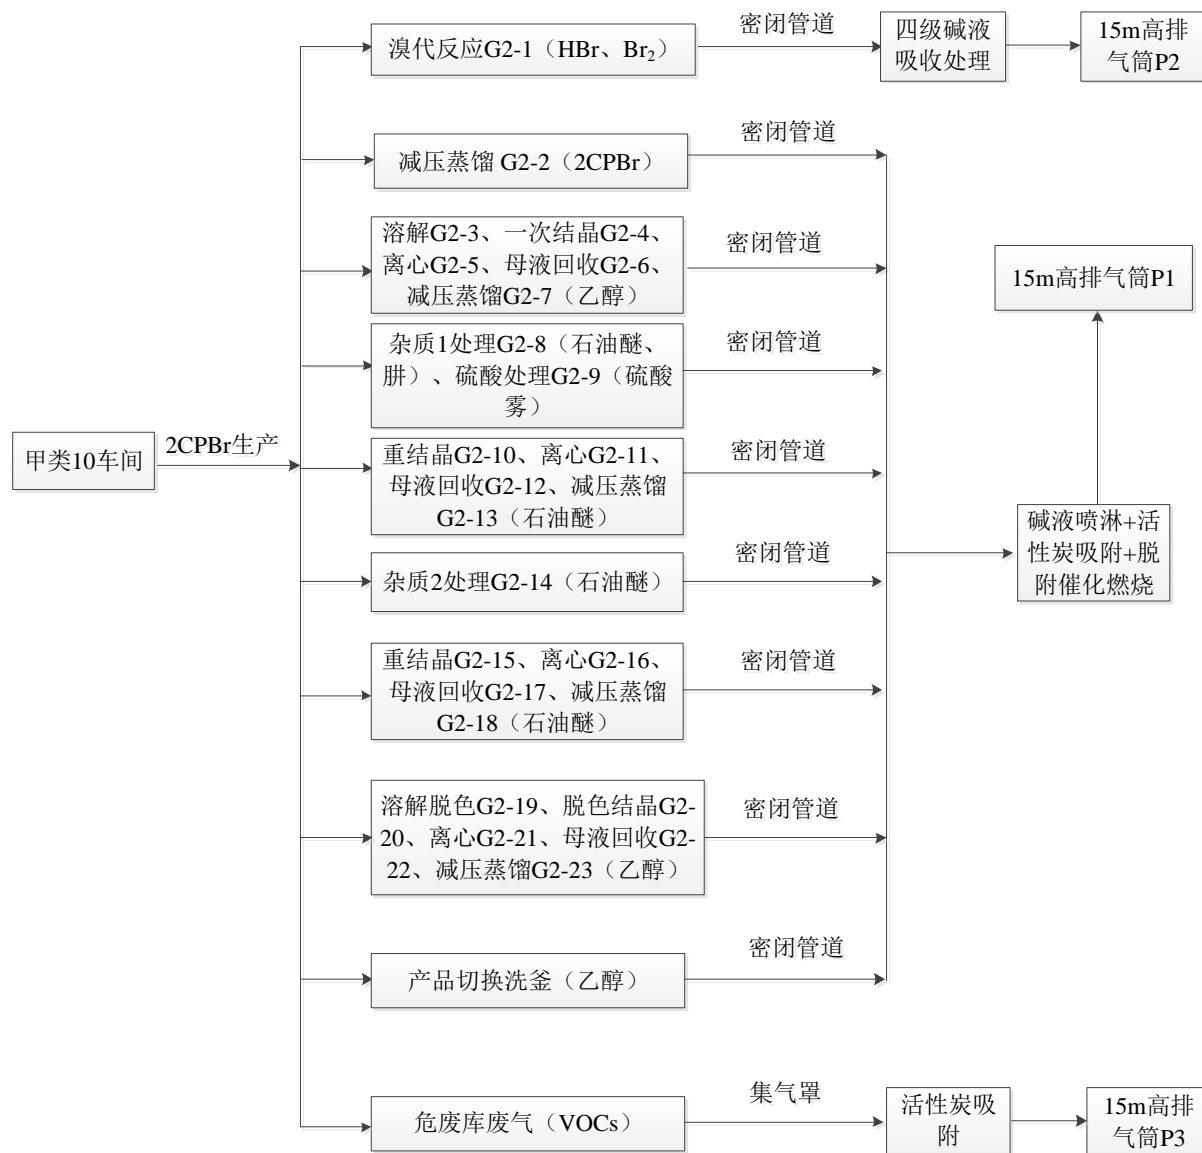 溴代反应G2-1（HBr、Br₂）
密闭管道
四级碱液
吸收处理
15m高排
气筒P2
减压蒸馏 G2-2（2CPBr）
密闭管道
溶解G2-3、一次结晶G2-4、
离心G2-5、母液回收G2-6、
减压蒸馏G2-7（乙醇）
密闭管道
15m高排气筒P1
杂质1处理G2-8（石油醚、
肼）、硫酸处理G2-9（硫酸
雾）
密闭管道
甲类10车间
2CPBr生产
重结晶G2-10、离心G2-11、
母液回收G2-12、减压蒸馏
G2-13（石油醚）
密闭管道
碱液喷淋+活
性炭吸附+脱
附催化燃烧
杂质2处理G2-14（石油醚）
密闭管道
重结晶G2-15、离心G2-16、
母液回收G2-17、减压蒸馏
G2-18（石油醚）
密闭管道
溶解脱色G2-19、脱色结晶G2-
20、离心G2-21、母液回收G2-
22、减压蒸馏G2-23（乙醇）
密闭管道
产品切换洗釜（乙醇）
密闭管道
危废库废气（VOCs）
集气罩
活性炭吸
附
15m高排
气筒P3